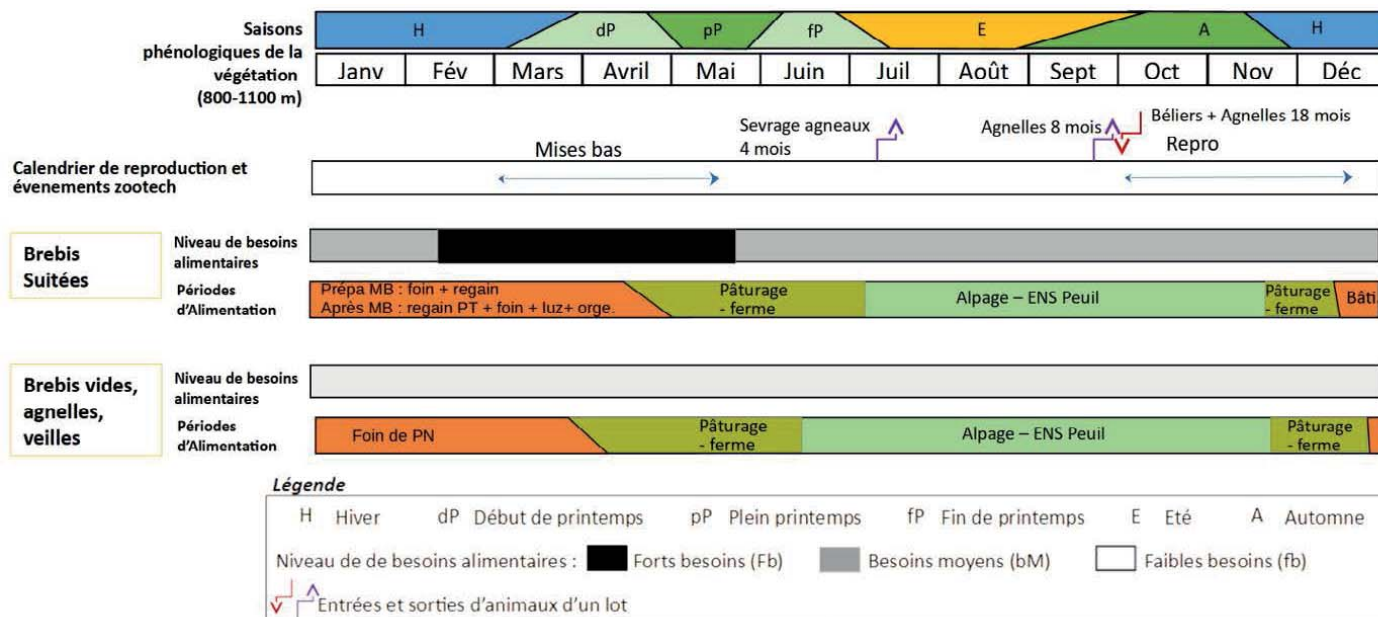 Saisons
phénologiques de la
végétation
(800-1100 m)
H dP pP fP E A H
Janv Fév Mars Avril Mai Juin Juil Août Sept Oct Nov Déc
Calendrier de reproduction et
évenements zootech
Mises bas
Sevrage agneaux
4 mois
Agnelles 8 mois
Béliers + Agnelles 18 mois
Repro
Brebis
Suitées
Niveau de besoins
alimentaires
Périodes
d'Alimentation
Prépa MB : foin + regain
Après MB : regain PT + foin + luz+ orge.
Pâturage
- ferme
Alpage – ENS Peuil
Pâturage
- ferme
Bâti.
Brebis vides,
agnelles,
veilles
Niveau de besoins
alimentaires
Périodes
d'Alimentation
Foin de PN
Pâturage
- ferme
Alpage – ENS Peuil
Pâturage
- ferme
Légende
H Hiver dP Début de printemps pP Plein printemps fP Fin de printemps E Eté A Automne
Niveau de de besoins alimentaires : Forts besoins (Fb) Besoins moyens (bM) Faibles besoins (fb)
Entrées et sorties d'animaux d'un lot